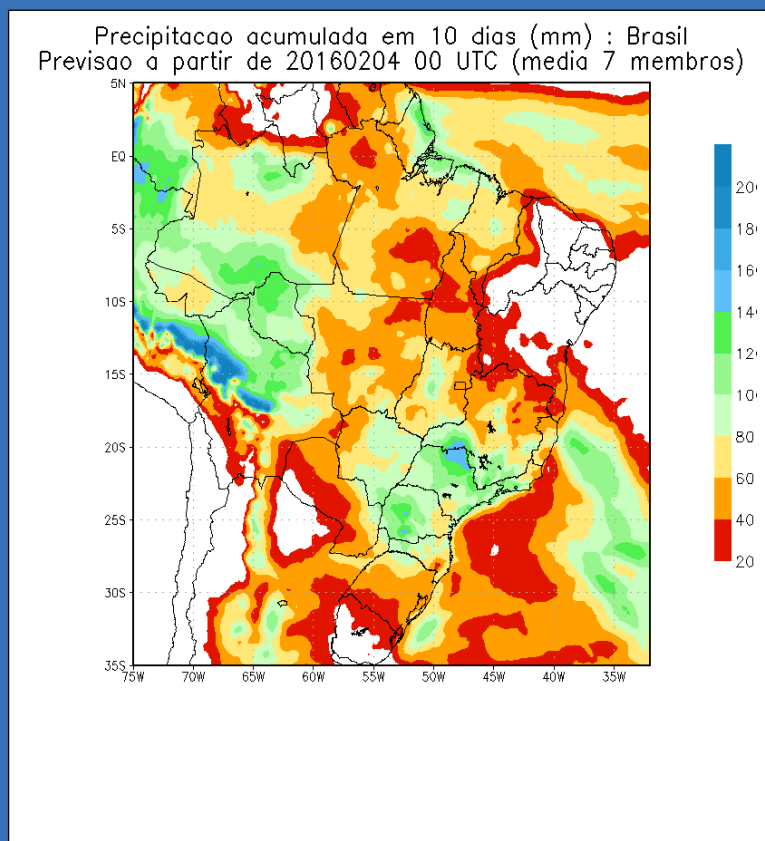 Precipitacao acumulada em 10 dias (mm) : Brasil
Previsao a partir de 20160204 00 UTC (media 7 membros)
5N
EQ
5S
10S
15S
20S
25S
30S
35S
75W 70W 65W 60W 55W 50W 45W 40W 35W
80
60
40
20